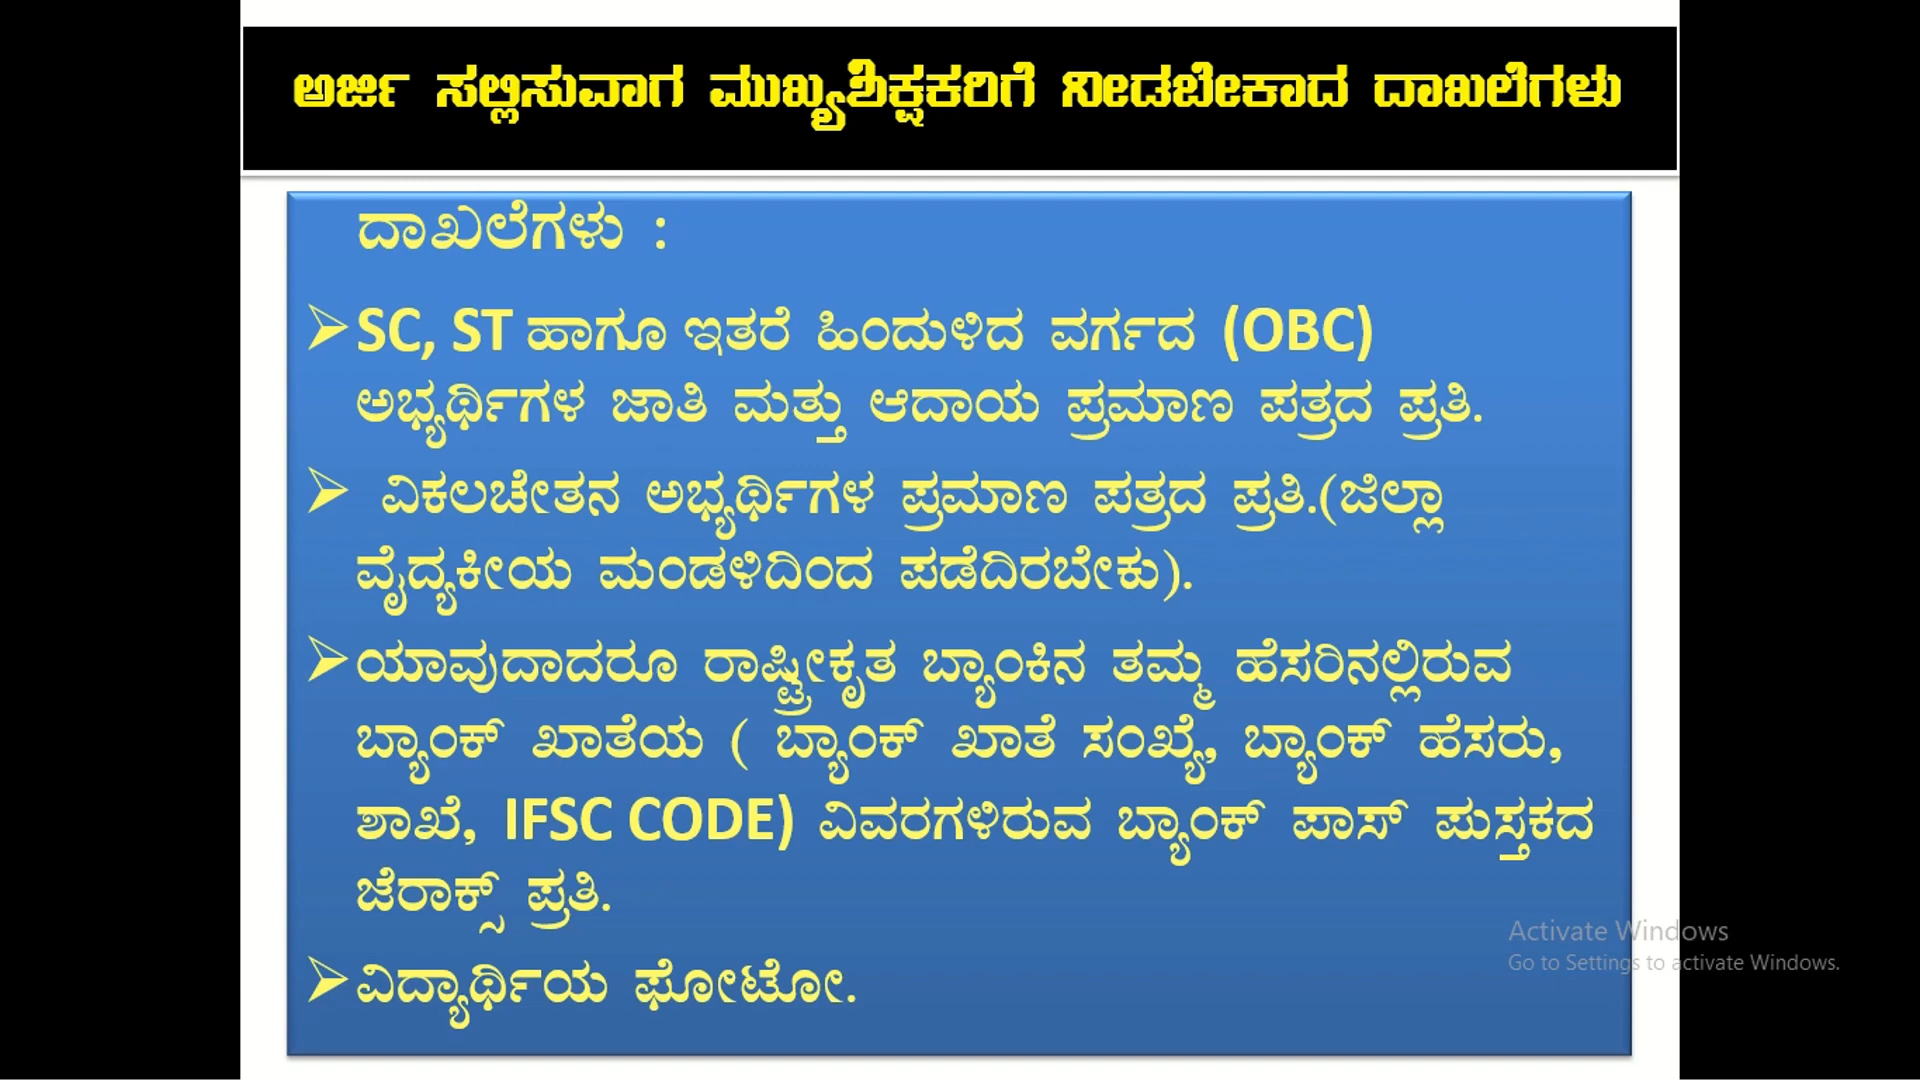 ಅರ್ಜಿ ಸಲ್ಲಿಸುವಾಗ ಮುಖ್ಯಶಿಕ್ಷಕರಿಗೆ ನೀಡಬೇಕಾದ ದಾಖಲೆಗಳು
ದಾಖಲೆಗಳು :
➢SC, ST ಹಾಗೂ ಇತರೆ ಹಿಂದುಳಿದ ವರ್ಗದ (OBC)
ಅಭ್ಯರ್ಥಿಗಳ ಜಾತಿ ಮತ್ತು ಆದಾಯ ಪ್ರಮಾಣ ಪತ್ರದ ಪ್ರತಿ.
➢ ವಿಕಲಚೇತನ ಅಭ್ಯರ್ಥಿಗಳ ಪ್ರಮಾಣ ಪತ್ರದ ಪ್ರತಿ.(ಜಿಲ್ಲಾ
ವೈದ್ಯಕೀಯ ಮಂಡಳಿದಿಂದ ಪಡೆದಿರಬೇಕು).
➢ಯಾವುದಾದರೂ ರಾಷ್ಟ್ರೀಕೃತ ಬ್ಯಾಂಕಿನ ತಮ್ಮ ಹೆಸರಿನಲ್ಲಿರುವ
ಬ್ಯಾಂಕ್ ಖಾತೆಯ ( ಬ್ಯಾಂಕ್ ಖಾತೆ ಸಂಖ್ಯೆ, ಬ್ಯಾಂಕ್ ಹೆಸರು,
ಶಾಖೆ, IFSC CODE) ವಿವರಗಳಿರುವ ಬ್ಯಾಂಕ್ ಪಾಸ್ ಪುಸ್ತಕದ
ಜೆರಾಕ್ಸ್ ಪ್ರತಿ.
➢ವಿದ್ಯಾರ್ಥಿಯ ಫೋಟೋ.
Activate Windows
Go to Settings to activate Windows.